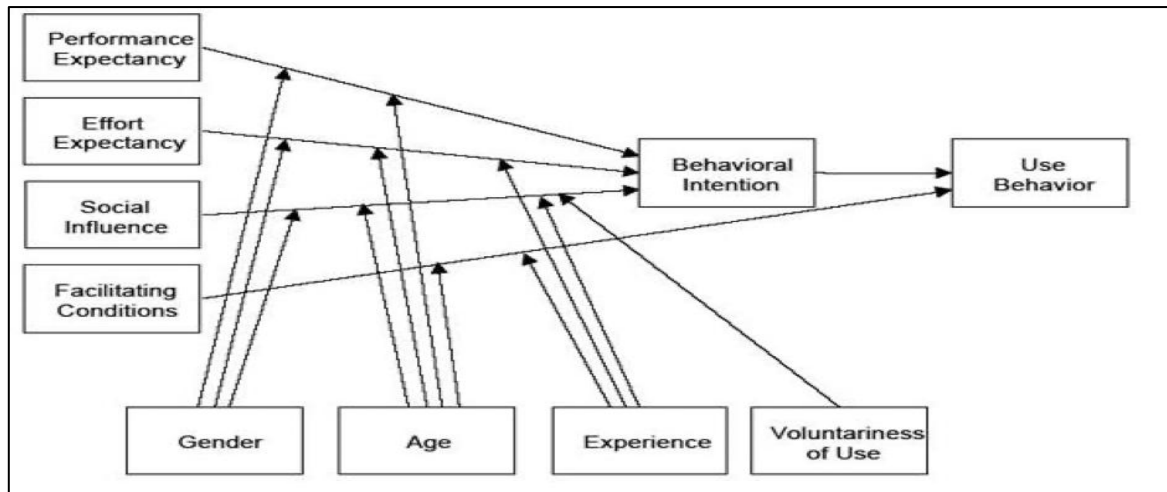 Performance
Expectancy
Effort
Expectancy
Social
Influence
Facilitating
Conditions
Behavioral
Intention
Use
Behavior
Gender
Age
Experience
Voluntariness
of Use